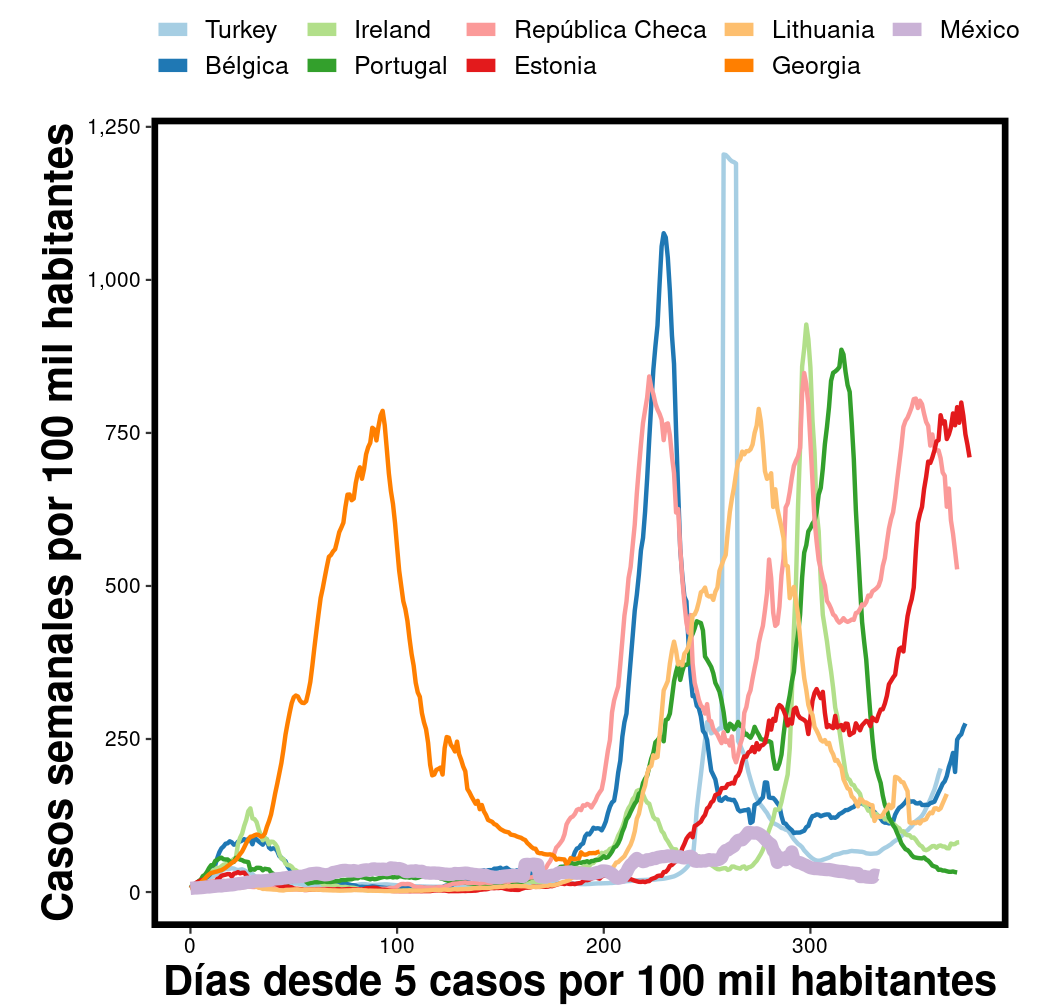 Turkey Ireland República Checa Lithuania México
Bélgica Portugal Estonia Georgia
Casos semanales por 100 mil habitantes
1,250
1,000
750
500
250
0
0 100 200 300
Días desde 5 casos por 100 mil habitantes